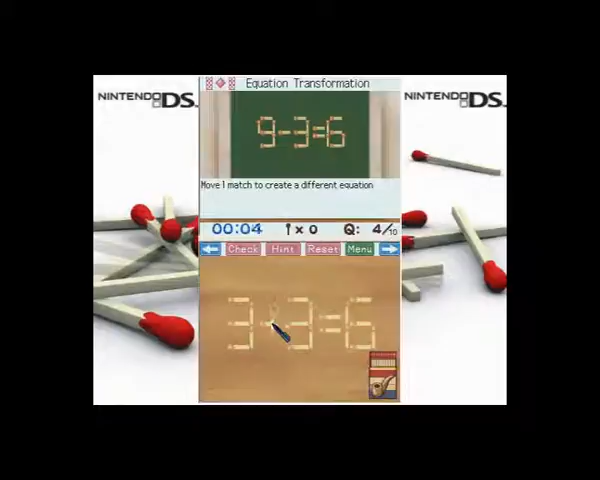 Equation Transformation
NINTENDO DS
NINTENDO DS
9-3=6
Move 1 match to create a different equation
00:04 × 0 Q: 4/10
Check Hint Reset Menu
3 3=6